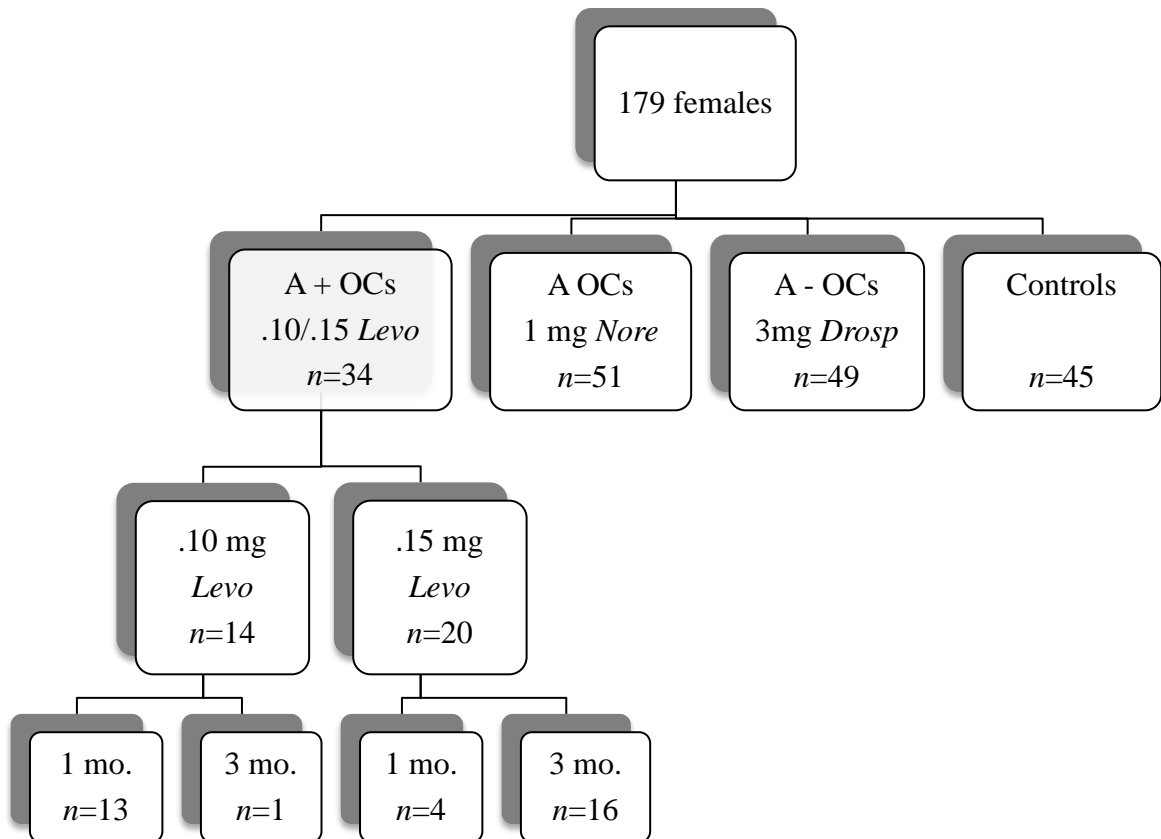 179 females
A + OCs
.10/.15 Levo
n=34
A OCs
1 mg Nore
n=51
A - OCs
3mg Drosp
n=49
Controls
n=45
.10 mg
Levo
n=14
.15 mg
Levo
n=20
1 mo.
n=13
3 mo.
n=1
1 mo.
n=4
3 mo.
n=16